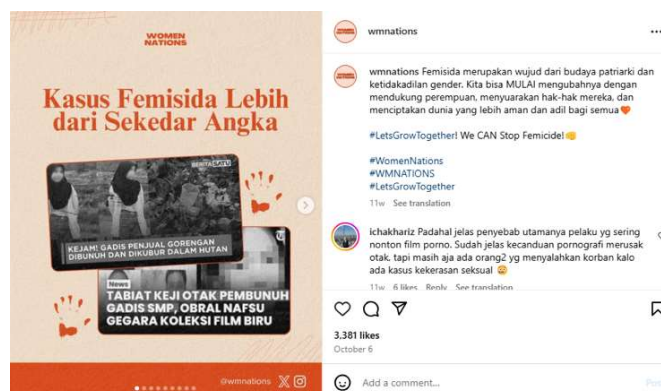 WOMEN
NATIONS
Kasus Femisida Lebih
dari Sekedar Angka
BERITASATU
KEJAM! GADIS PENJUAL GORENGAN
DIBUNUH DAN DIKUBUR DALAM HUTAN
News
TABIAT KEJI OTAK PEMBUNUH
GADIS SMP, OBRAL NAFSU
GEGARA KOLEKSI FILM BIRU
@wmnations
wmnations
wmnations Femisida merupakan wujud dari budaya patriarki dan
ketidakadilan gender. Kita bisa MULAI mengubahnya dengan
mendukung perempuan, menyuarakan hak-hak mereka, dan
menciptakan dunia yang lebih aman dan adil bagi semua🧡
#LetsGrowTogether! We CAN Stop Femicide!👊
#WomenNations
#WMNATIONS
#LetsGrowTogether
11w See translation
ichakhariz Padahal jelas penyebab utamanya pelaku yg sering
nonton film porno. Sudah jelas kecanduan pornografi merusak
otak, tapi masih aja ada orang2 yg menyalahkan korban kalo
ada kasus kekerasan seksual
11w 6 likes Reply See translation
3,381 likes
October 6
Add a comment...